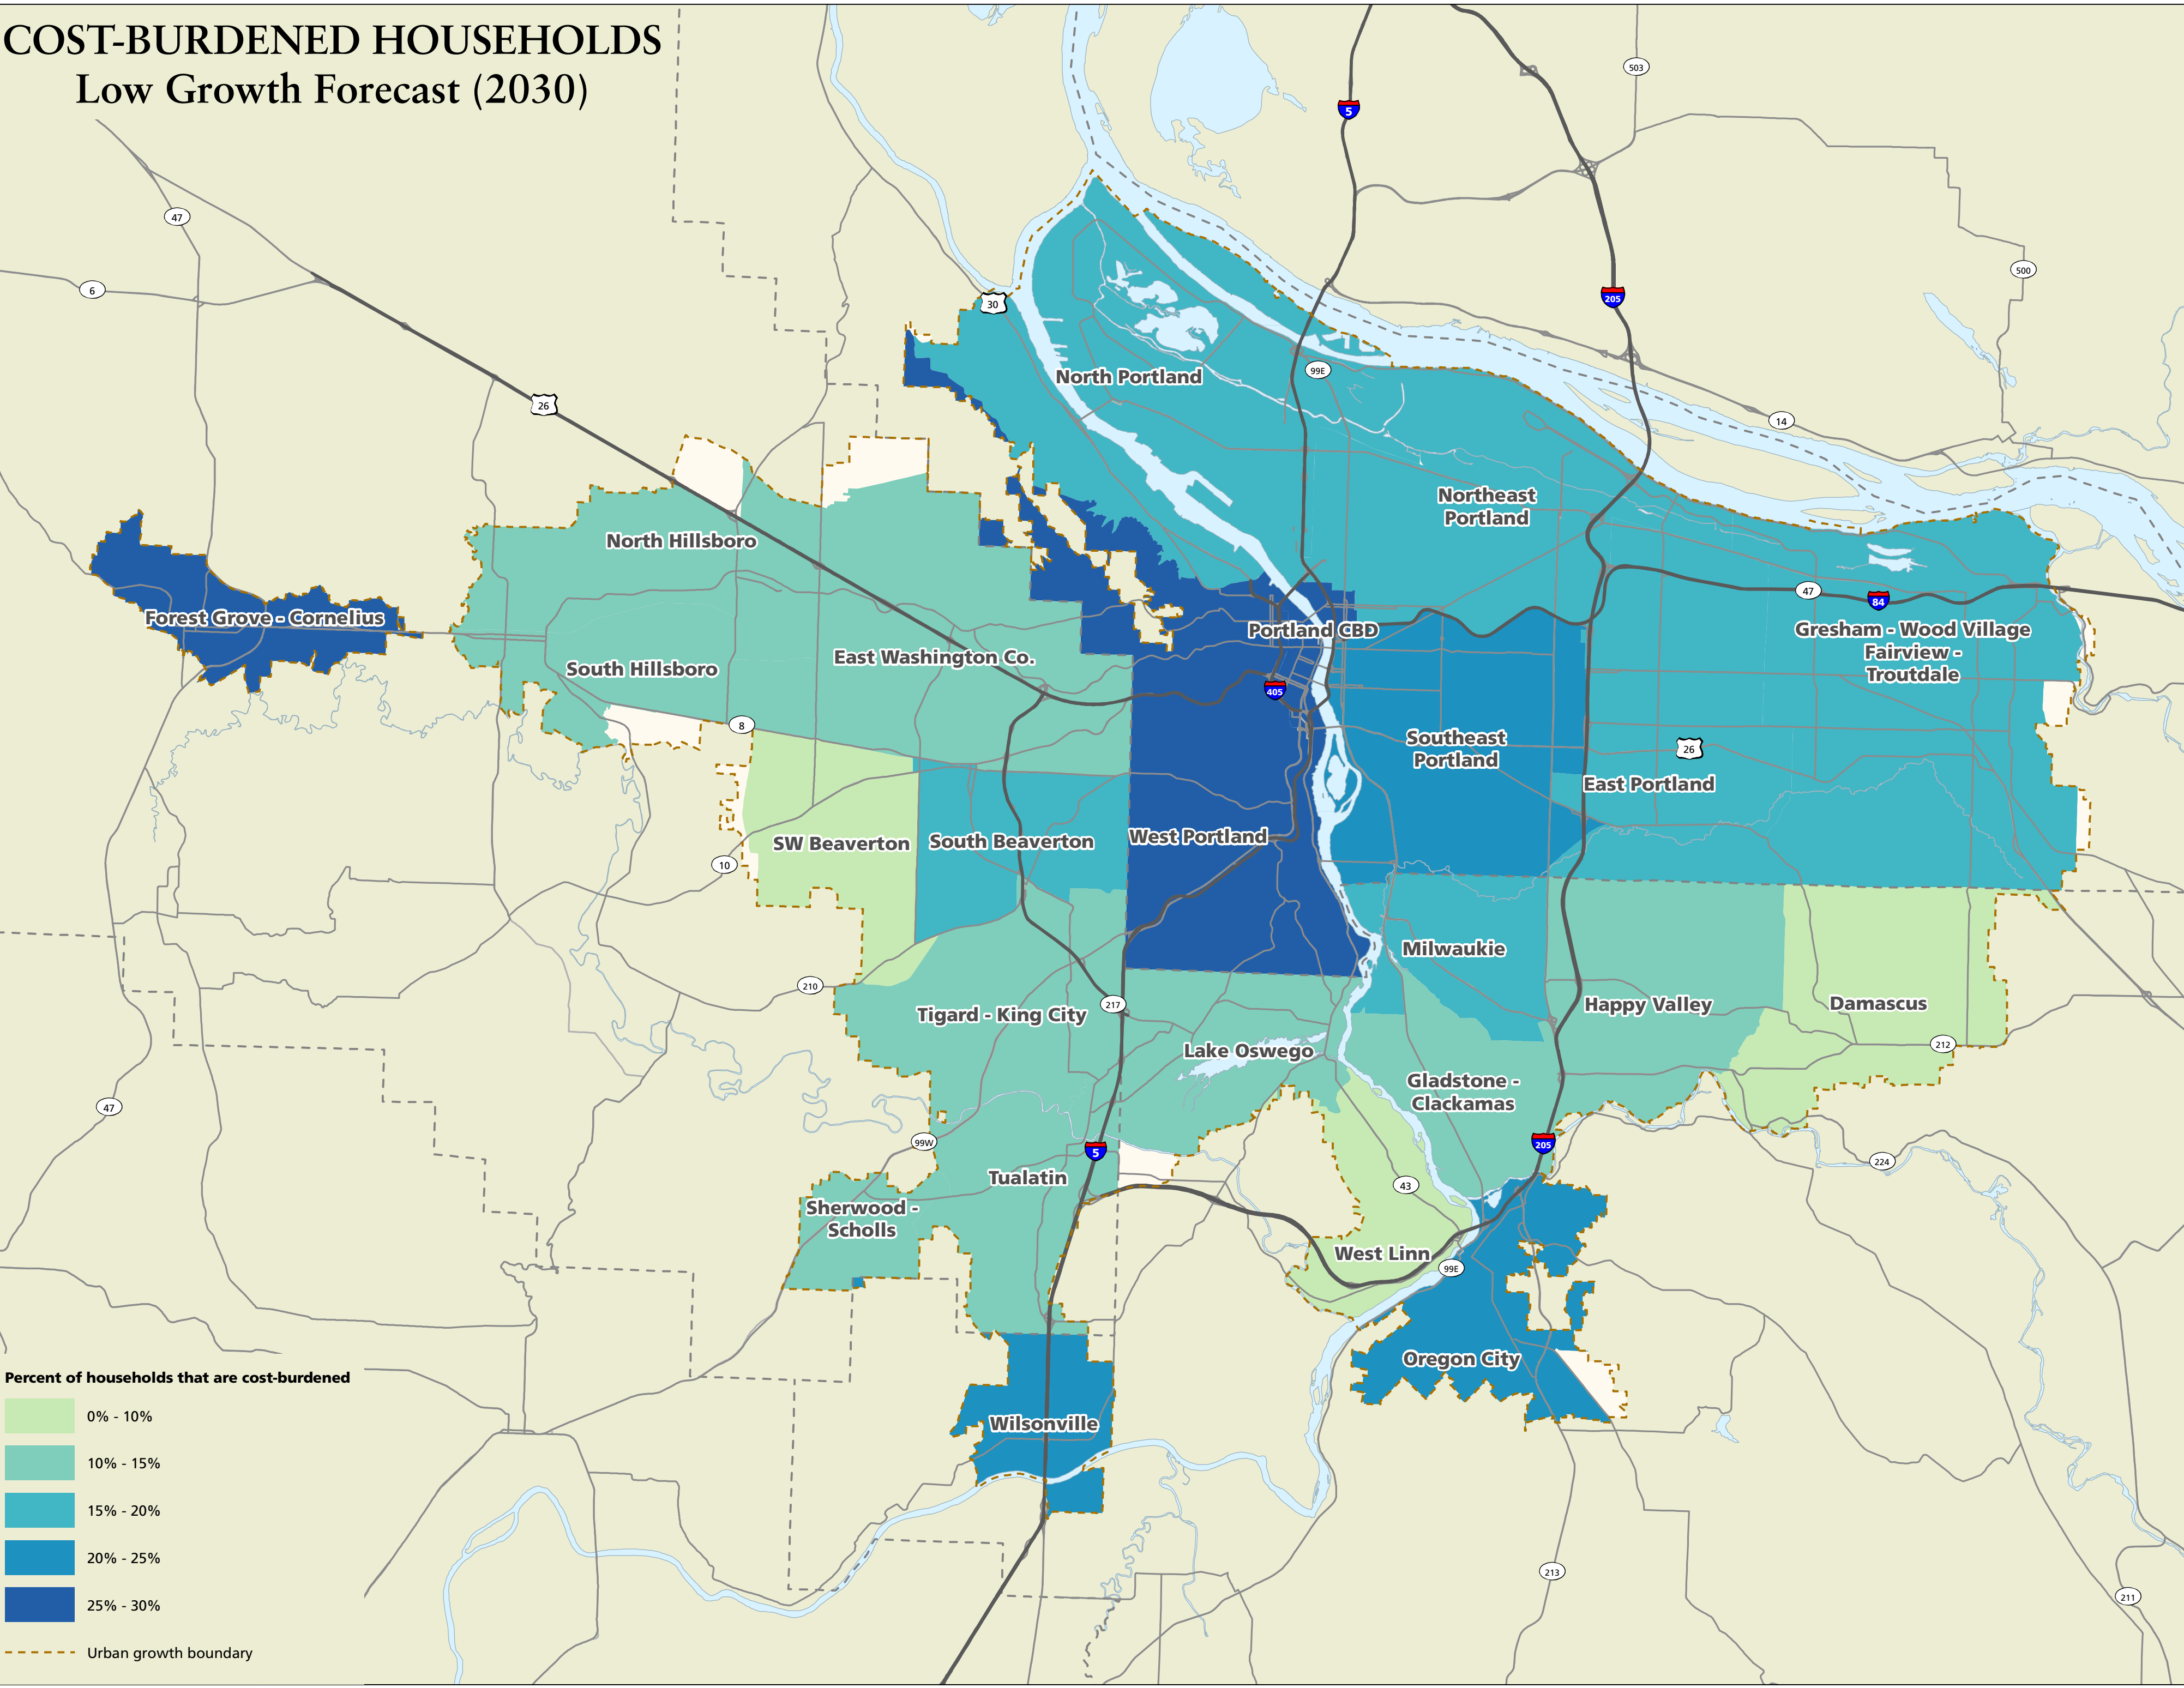 COST-BURDENED HOUSEHOLDS
Low Growth Forecast (2030)
503
5
47
500
6
205
30
99E
North Portland
26
14
Northeast
Portland
North Hillsboro
47
84
Forest Grove - Cornelius
Portland CBD
Gresham - Wood Village
Fairview -
Troutdale
East Washington Co.
South Hillsboro
405
8
Southeast
Portland
26
East Portland
SW Beaverton
South Beaverton
West Portland
10
Milwaukie
210
217
Happy Valley
Damascus
Tigard - King City
212
Lake Oswego
Gladstone -
Clackamas
47
99W
5
205
224
Tualatin
43
Sherwood -
Scholls
West Linn
99E
Oregon City
Wilsonville
213
211
Percent of households that are cost-burdened
0% - 10%
10% - 15%
15% - 20%
20% - 25%
25% - 30%
Urban growth boundary